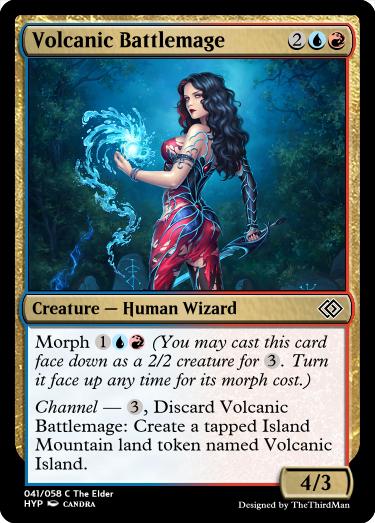 Volcanic Battlemage 2
Creature — Human Wizard
Morph 1 (You may cast this card
face down as a 2/2 creature for 3. Turn
it face up any time for its morph cost.)
Channel — 3, Discard Volcanic
Battlemage: Create a tapped Island
Mountain land token named Volcanic
Island.
4/3
041/058 C The Elder
HYP CANDRA
Designed by TheThirdMan